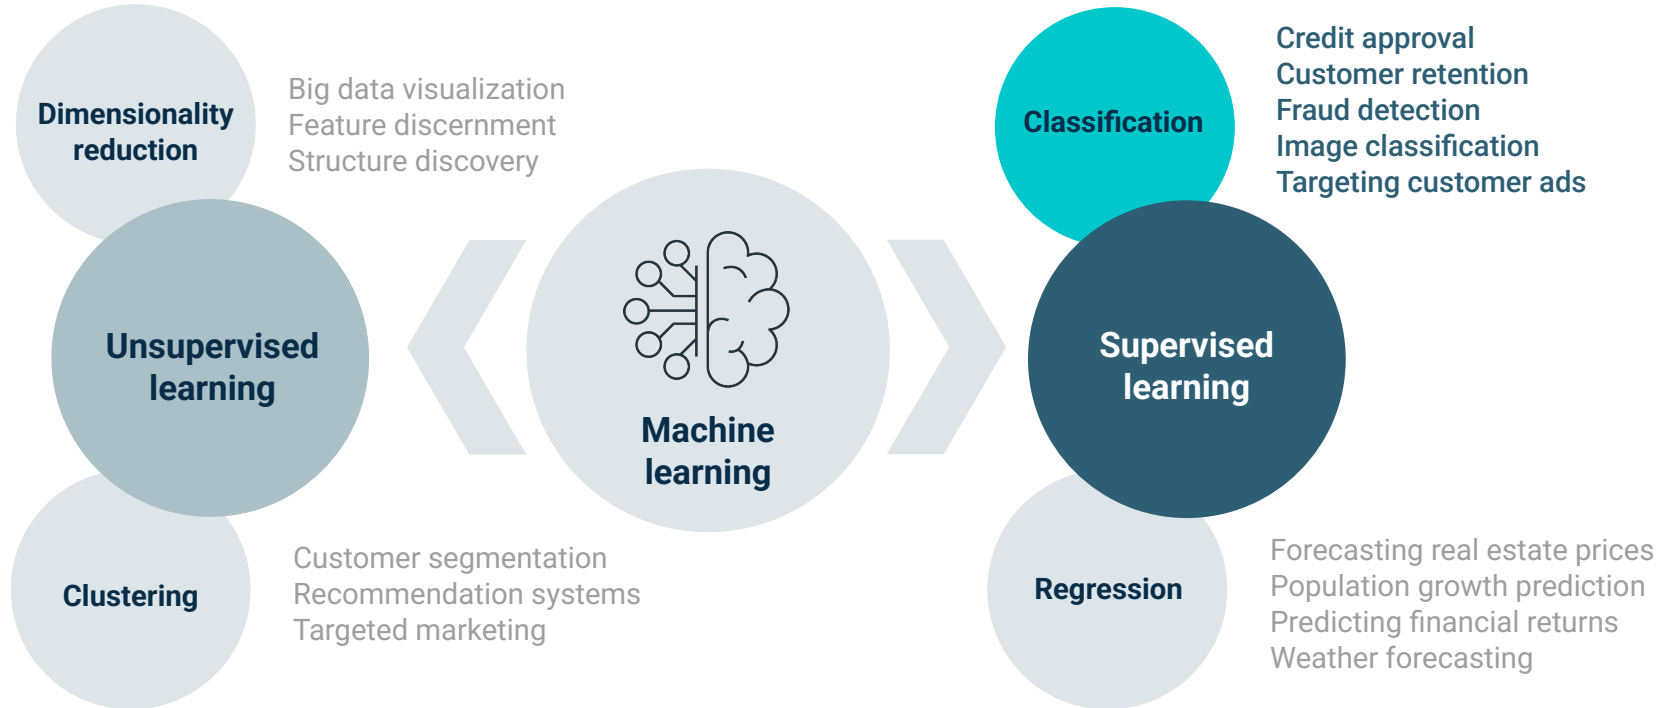 Dimensionality
reduction
Big data visualization
Feature discernment
Structure discovery
Unsupervised
learning
Clustering
Customer segmentation
Recommendation systems
Targeted marketing
Machine
learning
Classification
Credit approval
Customer retention
Fraud detection
Image classification
Targeting customer ads
Supervised
learning
Regression
Forecasting real estate prices
Population growth prediction
Predicting financial returns
Weather forecasting